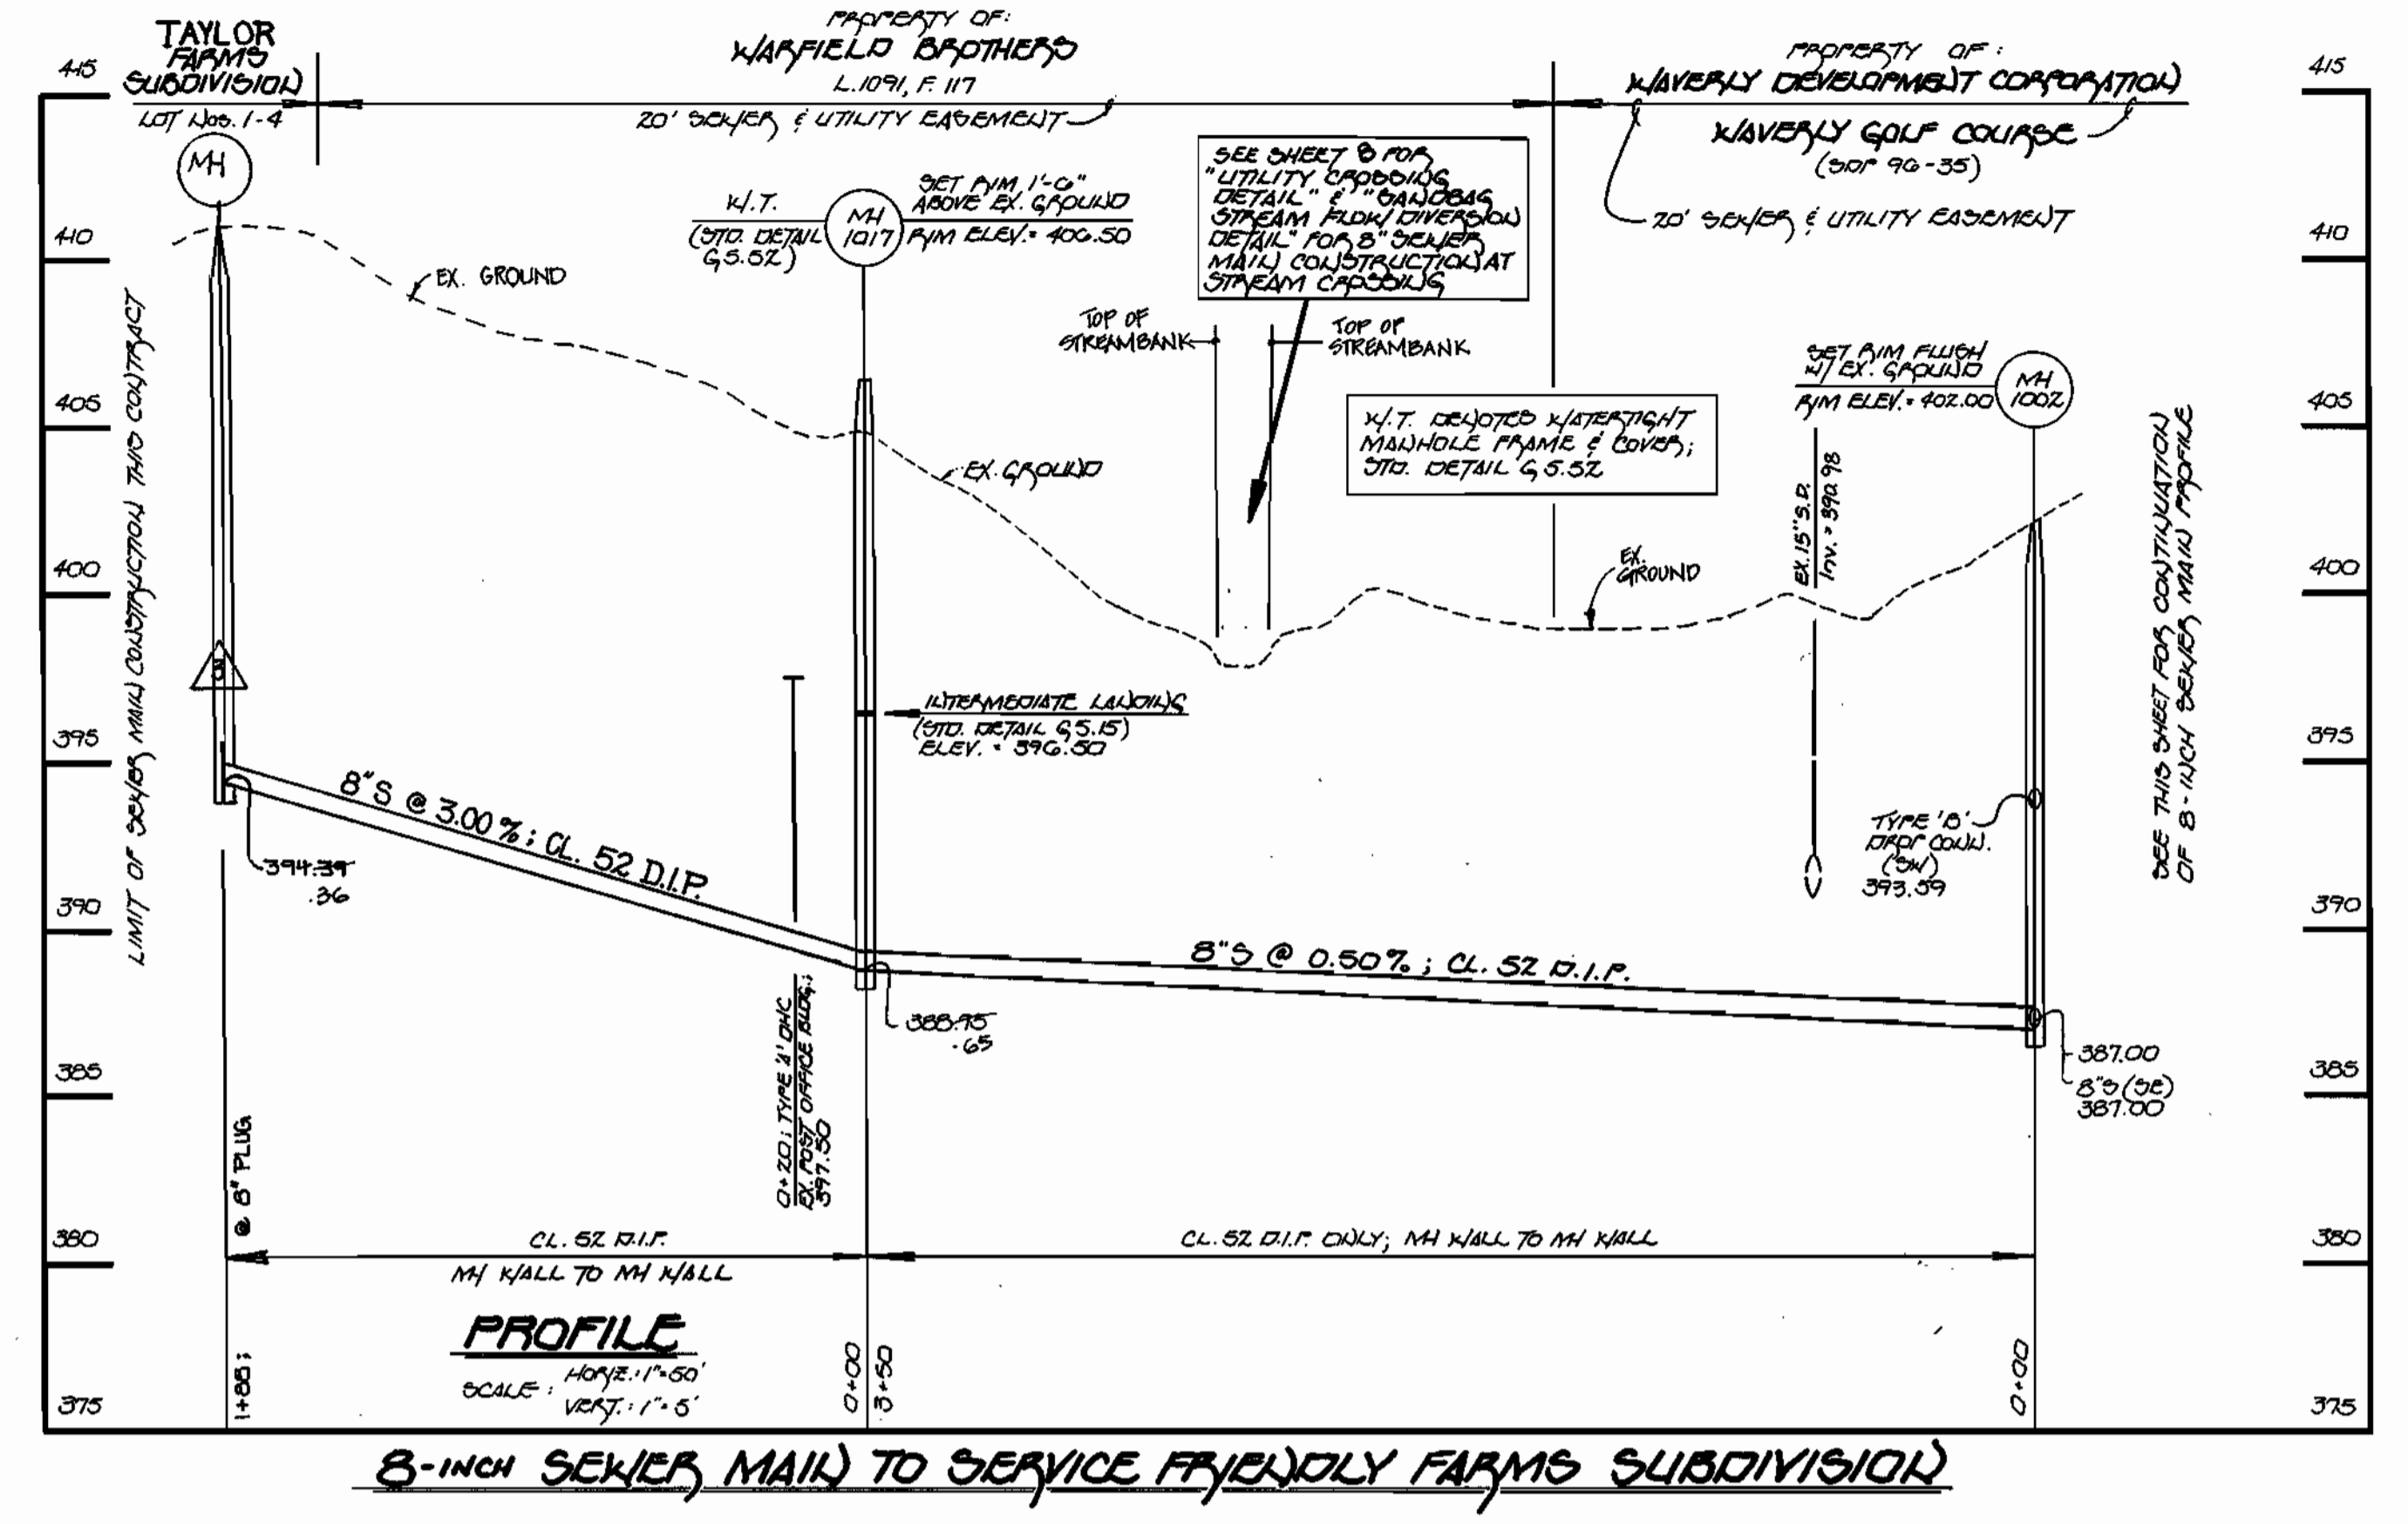 TAYLOR
FARMS
SUBDIVISION
LOT Nos. 1-4
PROPERTY OF:
WARFIELD BROTHERS
L.1091, F. 117
20' SEWER & UTILITY EASEMENT
PROPERTY OF:
WAVERLY DEVELOPMENT CORPORATION
WAVERLY GOLF COURSE
(SDP 96-35)
20' SEWER & UTILITY EASEMENT
415
410
405
400
395
390
385
380
375
415
410
405
400
395
390
385
380
375
MH
W.T.
(STD. DETAIL
G5.52)
MH
1017
SET RIM 1'-6"
ABOVE EX. GROUND
RIM ELEV.= 406.50
SEE SHEET 8 FOR
"UTILITY CROSSING
DETAIL" & "SANDBAG
STREAM FLOW DIVERSION
DETAIL" FOR 8" SEWER
MAIN CONSTRUCTION AT
STREAM CROSSING
EX. GROUND
TOP OF
STREAMBANK
TOP OF
STREAMBANK
SET RIM FLUSH
W/ EX. GROUND
RIM ELEV.= 402.00
MH
1002
W.T. DENOTES WATERTIGHT
MANHOLE FRAME & COVER;
STD. DETAIL G5.52
EX. GROUND
EX.
GROUND
EX.15"S.D.
Inv. = 390.98
LIMIT OF SEWER MAIN CONSTRUCTION THIS CONTRACT
SEE THIS SHEET FOR CONTINUATION
OF 8-INCH SEWER MAIN PROFILE
3
INTERMEDIATE LANDING
(STD. DETAIL G5.15)
ELEV. = 396.50
8"S @ 3.00%; CL. 52 D.I.P.
394.39
.36
TYPE 'B'
DROP CONN.
(SW)
393.59
8"S @ 0.50%; CL. 52 D.I.P.
388.95
.65
387.00
8"S (SE)
387.00
0+20; TYPE 'A' DHC
EX. POST OFFICE BLDG.;
397.50
@ 8" PLUG
1+88;
CL. 52 D.I.P.
MH WALL TO MH WALL
CL. 52 D.I.P. ONLY; MH WALL TO MH WALL
PROFILE
SCALE: HORIZ.: 1"=50'
VERT.: 1"=5'
0+00
3+50
0+00
8-INCH SEWER MAIN TO SERVICE FRIENDLY FARMS SUBDIVISION